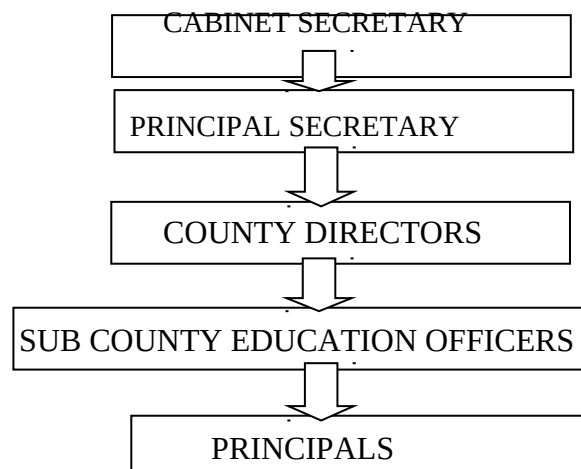 CABINET SECRETARY
PRINCIPAL SECRETARY
COUNTY DIRECTORS
SUB COUNTY EDUCATION OFFICERS
PRINCIPALS